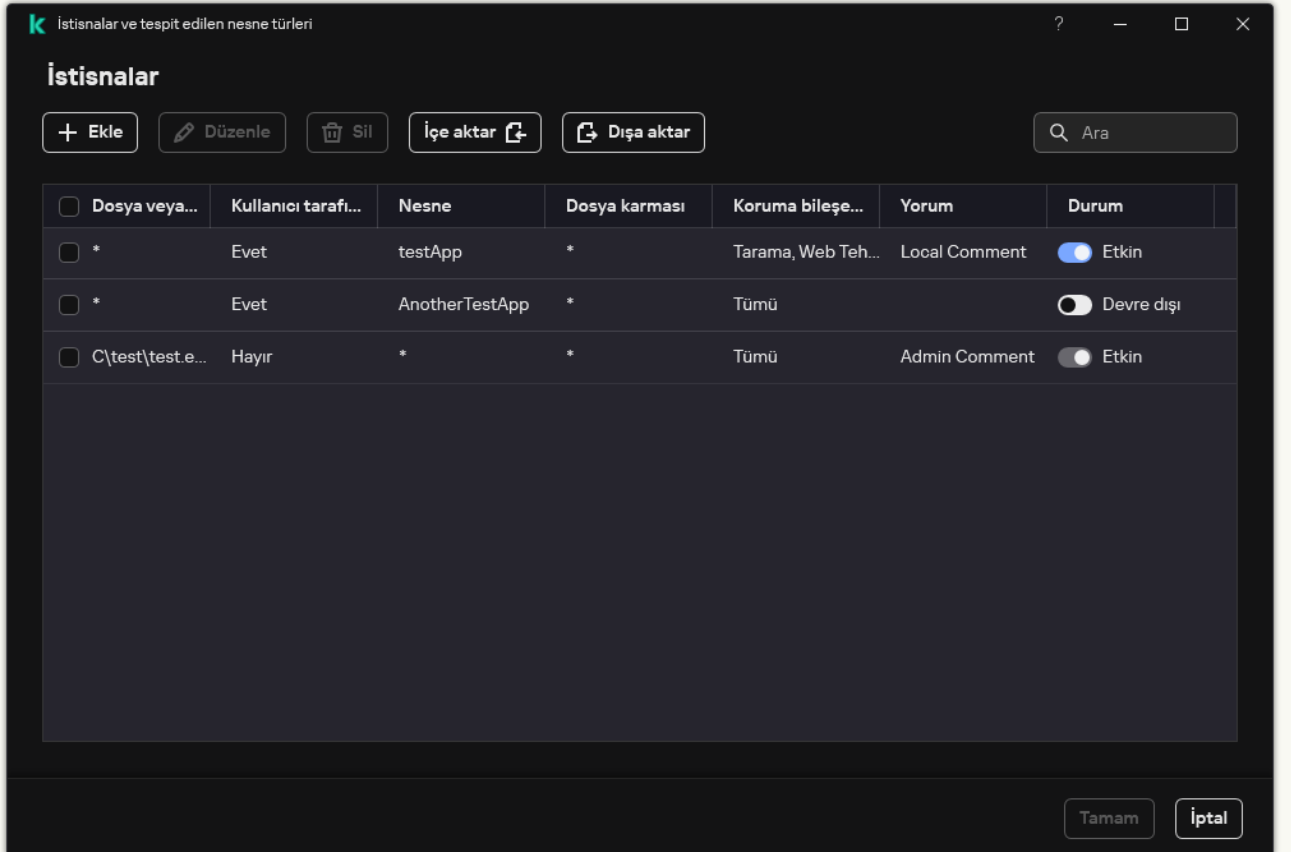 İstisnalar ve tespit edilen nesne türleri
İstisnalar
Ekle Düzenle Sil İçe aktar Dışa aktar Ara
Dosya veya... Kullanıcı tarafı... Nesne Dosya karması Koruma bileşe... Yorum Durum
* Evet testApp * Tarama, Web Teh... Local Comment Etkin
* Evet AnotherTestApp * Tümü Devre dışı
C\test\test.e... Hayır * * Tümü Admin Comment Etkin
Tamam İptal